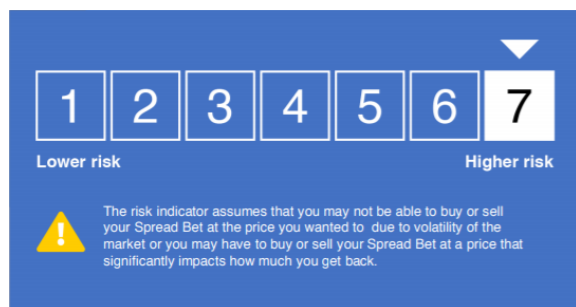 1 2 3 4 5 6 7
Lower risk Higher risk
The risk indicator assumes that you may not be able to buy or sell
your Spread Bet at the price you wanted to due to volatility of the
market or you may have to buy or sell your Spread Bet at a price that
significantly impacts how much you get back.